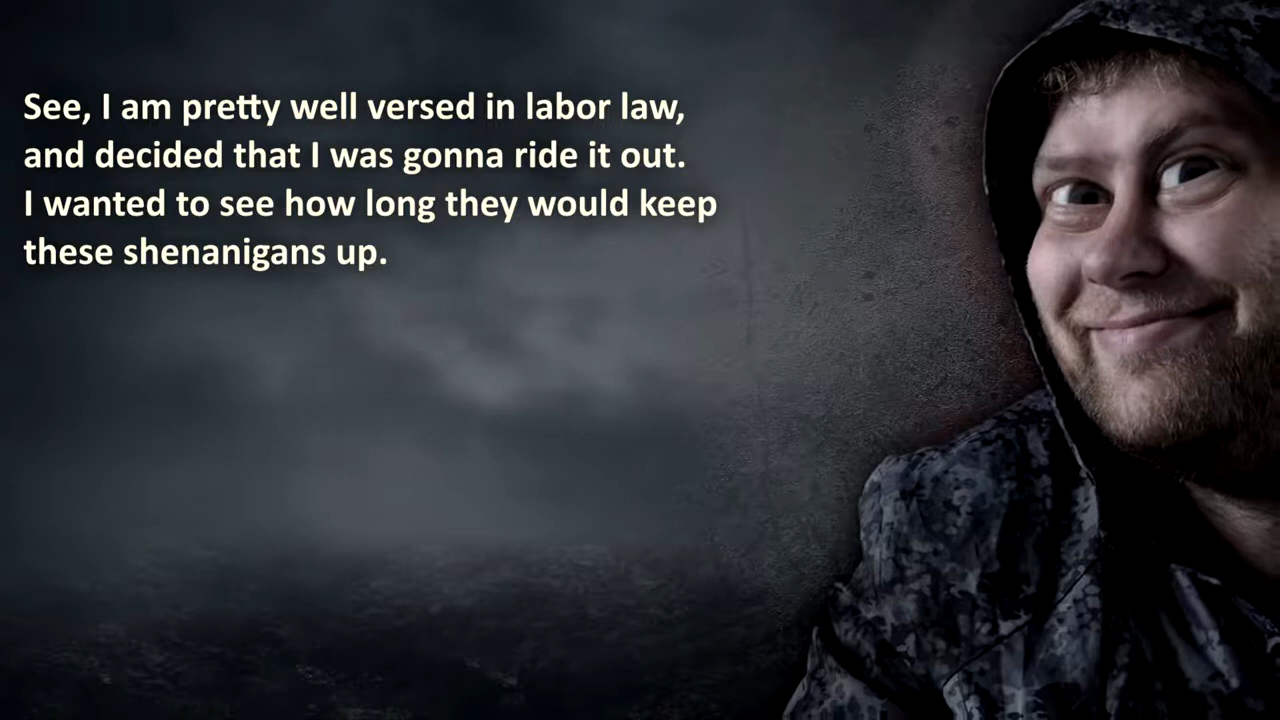 See, I am pretty well versed in labor law,
and decided that I was gonna ride it out.
I wanted to see how long they would keep
these shenanigans up.